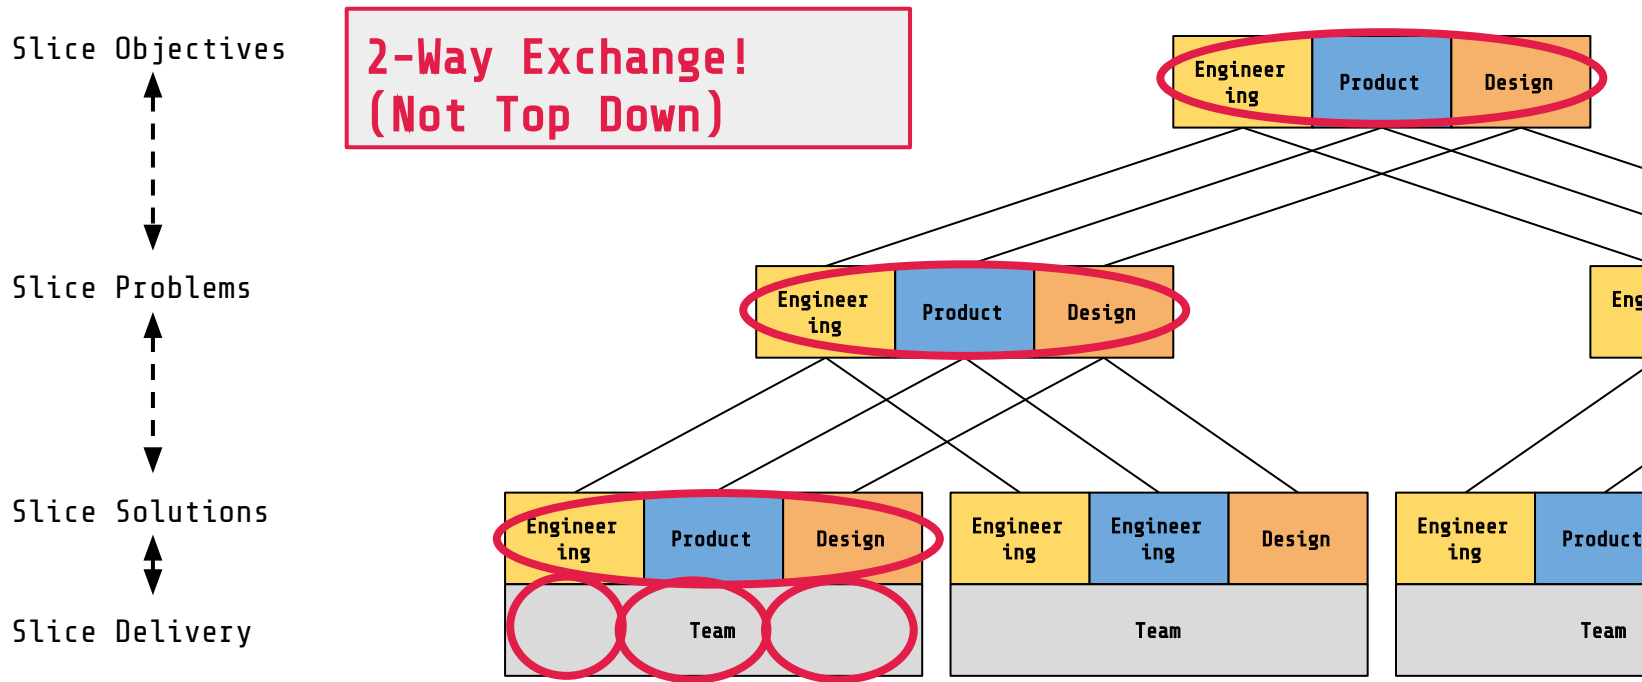 Slice Objectives
2-Way Exchange!
(Not Top Down)
Engineer
ing
Product
Design
Slice Problems
Engineer
ing
Product
Design
Eng
Slice Solutions
Engineer
ing
Product
Design
Engineer
ing
Engineer
ing
Design
Engineer
ing
Product
Slice Delivery
Team
Team
Team